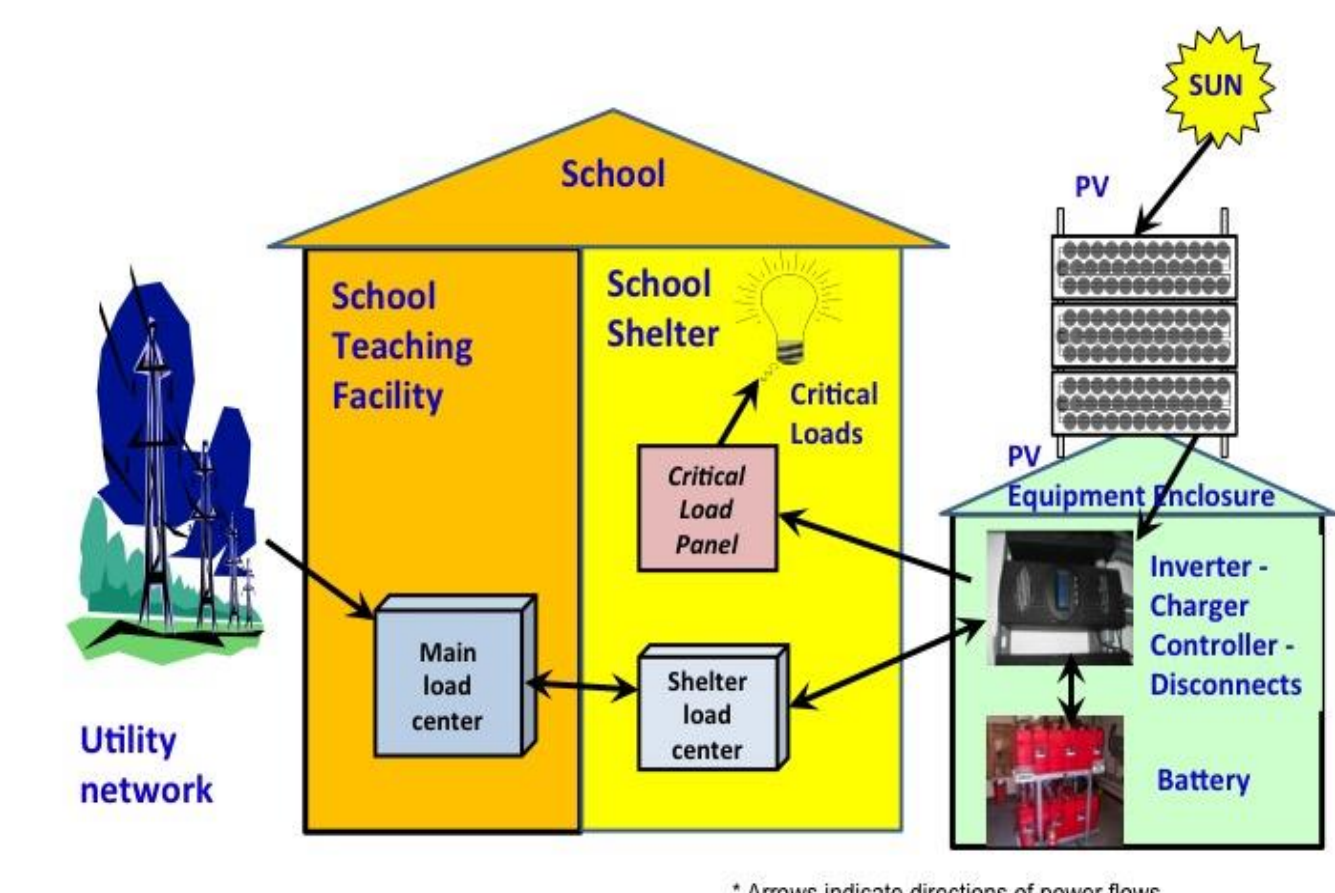 SUN
PV
School
School
Teaching
Facility
School
Shelter
Critical
Loads
Critical
Load
Panel
PV
Equipment Enclosure
Inverter -
Charger
Controller -
Disconnects
Main
load
center
Shelter
load
center
Utility
network
Battery
* Arrows indicate directions of power flows